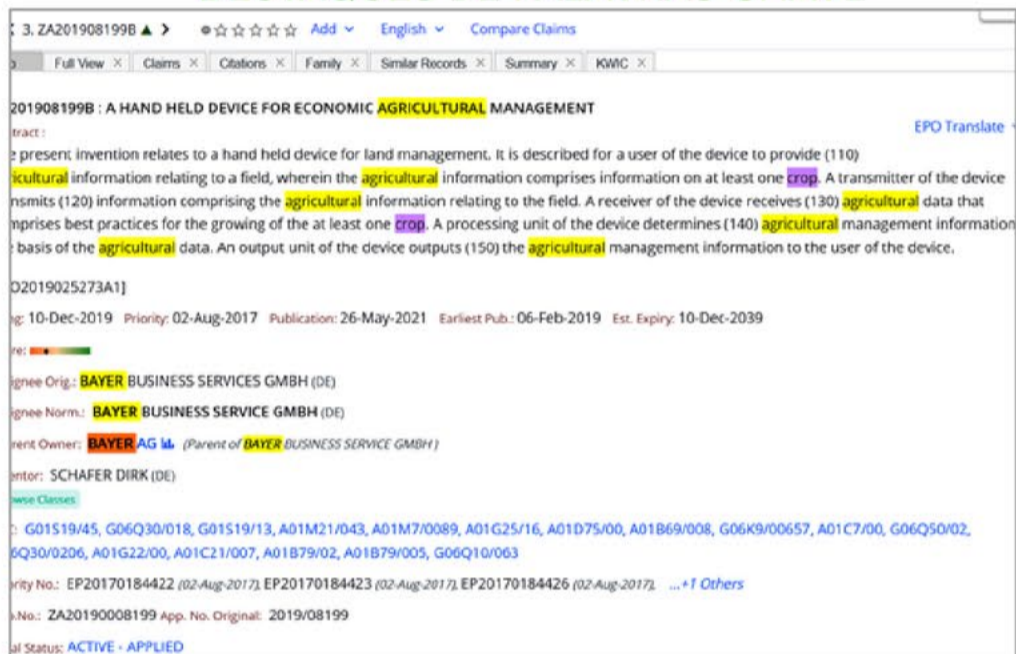 3. ZA201908199B ▲ Add English Compare Claims
Full View × Claims × Citations × Family × Similar Records × Summary × KWIC ×
201908199B : A HAND HELD DEVICE FOR ECONOMIC AGRICULTURAL MANAGEMENT
EPO Translate
tract :
present invention relates to a hand held device for land management. It is described for a user of the device to provide (110)
icultural information relating to a field, wherein the agricultural information comprises information on at least one crop. A transmitter of the device
nsmits (120) information comprising the agricultural information relating to the field. A receiver of the device receives (130) agricultural data that
mprises best practices for the growing of the at least one crop. A processing unit of the device determines (140) agricultural management information
basis of the agricultural data. An output unit of the device outputs (150) the agricultural management information to the user of the device.
O2019025273A1]
g: 10-Dec-2019 Priority: 02-Aug-2017 Publication: 26-May-2021 Earliest Pub.: 06-Feb-2019 Est. Expiry: 10-Dec-2039
re:
ignee Orig.: BAYER BUSINESS SERVICES GMBH (DE)
ignee Norm.: BAYER BUSINESS SERVICE GMBH (DE)
rent Owner: BAYER AG (Parent of BAYER BUSINESS SERVICE GMBH )
entor: SCHAFER DIRK (DE)
wse Classes
: G01S19/45, G06Q30/018, G01S19/13, A01M21/043, A01M7/0089, A01G25/16, A01D75/00, A01B69/008, G06K9/00657, A01C7/00, G06Q50/02,
6Q30/0206, A01G22/00, A01C21/007, A01B79/02, A01B79/005, G06Q10/063
rity No.: EP20170184422 (02-Aug-2017), EP20170184423 (02-Aug-2017), EP20170184426 (02-Aug-2017), ...+1 Others
.No.: ZA20190008199 App. No. Original: 2019/08199
al Status: ACTIVE - APPLIED